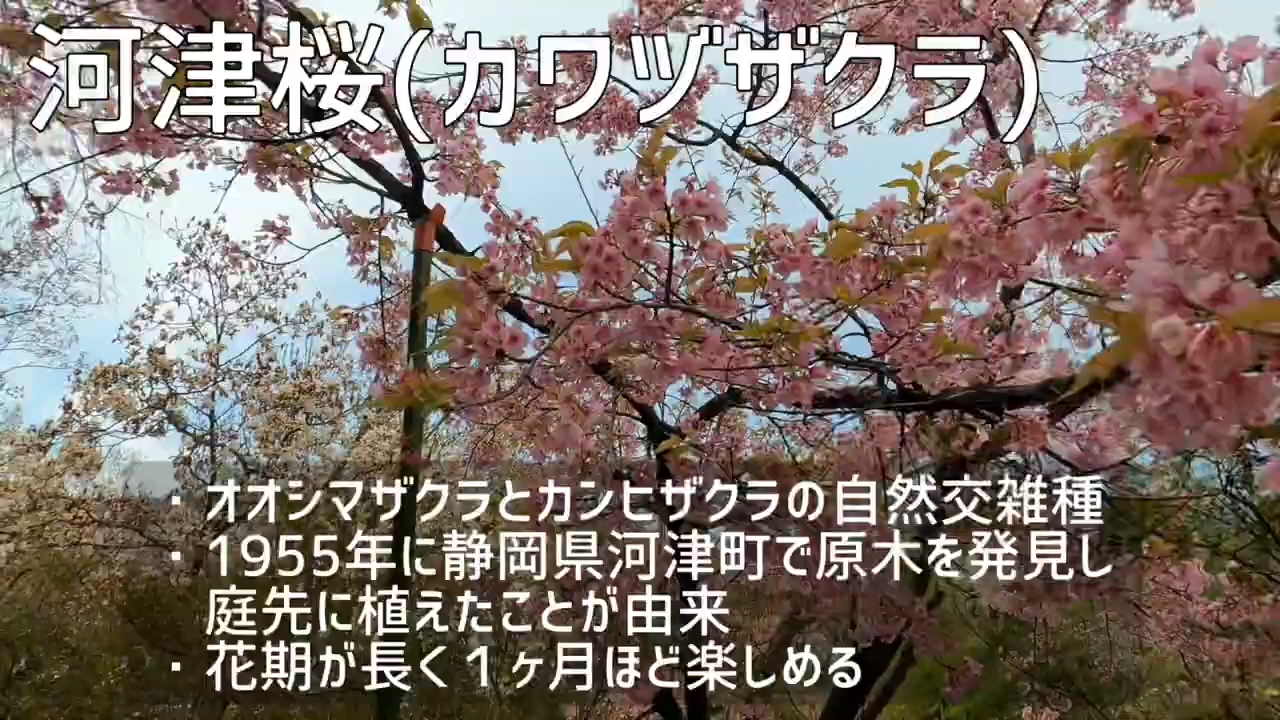 河津桜(カワヅザクラ)
・オオシマザクラとカンヒザクラの自然交雑種
・1955年に静岡県河津町で原木を発見し
庭先に植えたことが由来
・花期が長く1ヶ月ほど楽しめる